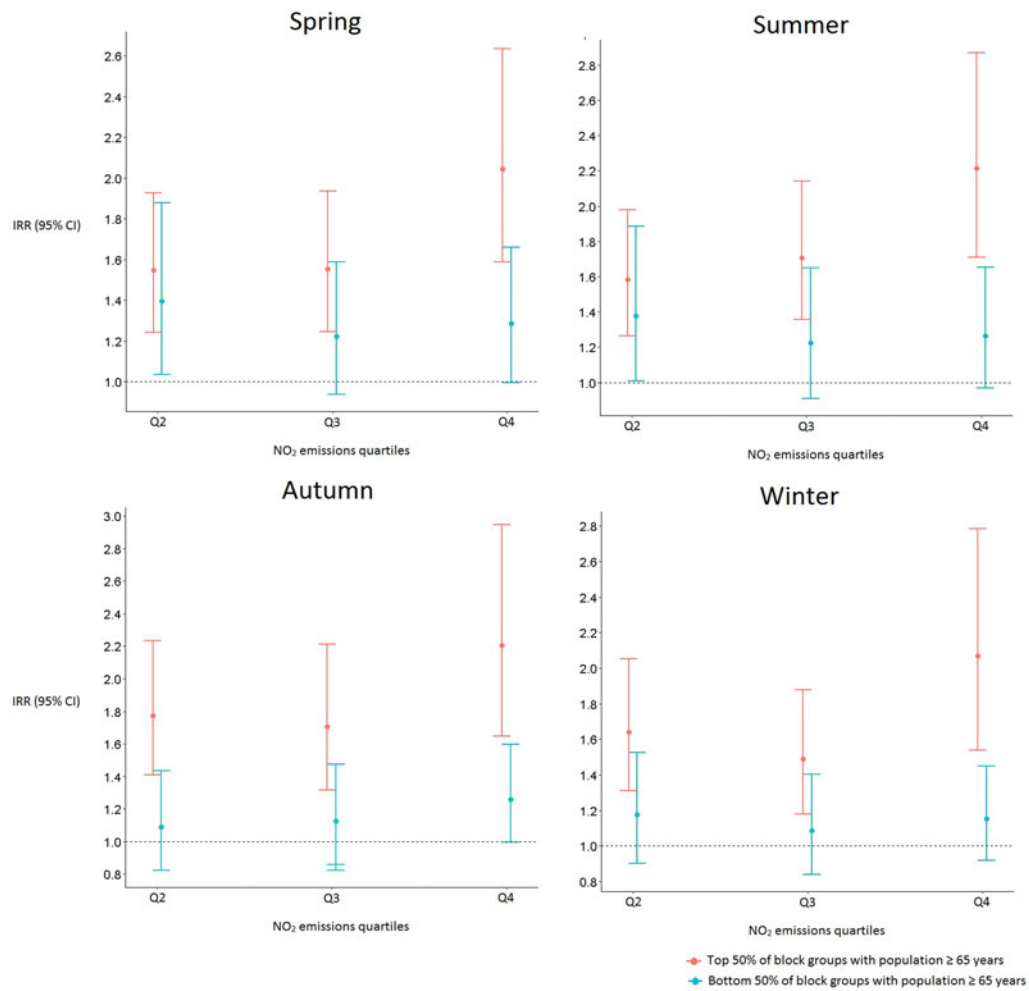 Spring
2.6
2.4
2.2
2.0
1.8
1.6
1.4
1.2
1.0
IRR (95% CI)
Q2 Q3 Q4
NO₂ emissions quartiles
Summer
2.8
2.6
2.4
2.2
2.0
1.8
1.6
1.4
1.2
1.0
Q2 Q3 Q4
NO₂ emissions quartiles
Autumn
3.0
2.8
2.6
2.4
2.2
2.0
1.8
1.6
1.4
1.2
1.0
0.8
IRR (95% CI)
Q2 Q3 Q4
NO₂ emissions quartiles
Winter
2.8
2.6
2.4
2.2
2.0
1.8
1.6
1.4
1.2
1.0
0.8
Q2 Q3 Q4
NO₂ emissions quartiles
Top 50% of block groups with population ≥ 65 years
Bottom 50% of block groups with population ≥ 65 years